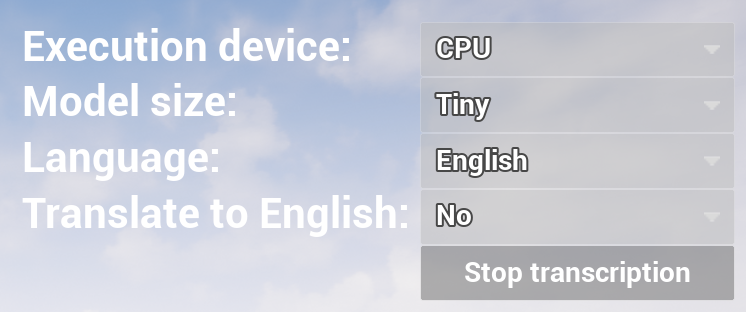 Execution device: CPU
Model size: Tiny
Language: English
Translate to English: No
Stop transcription